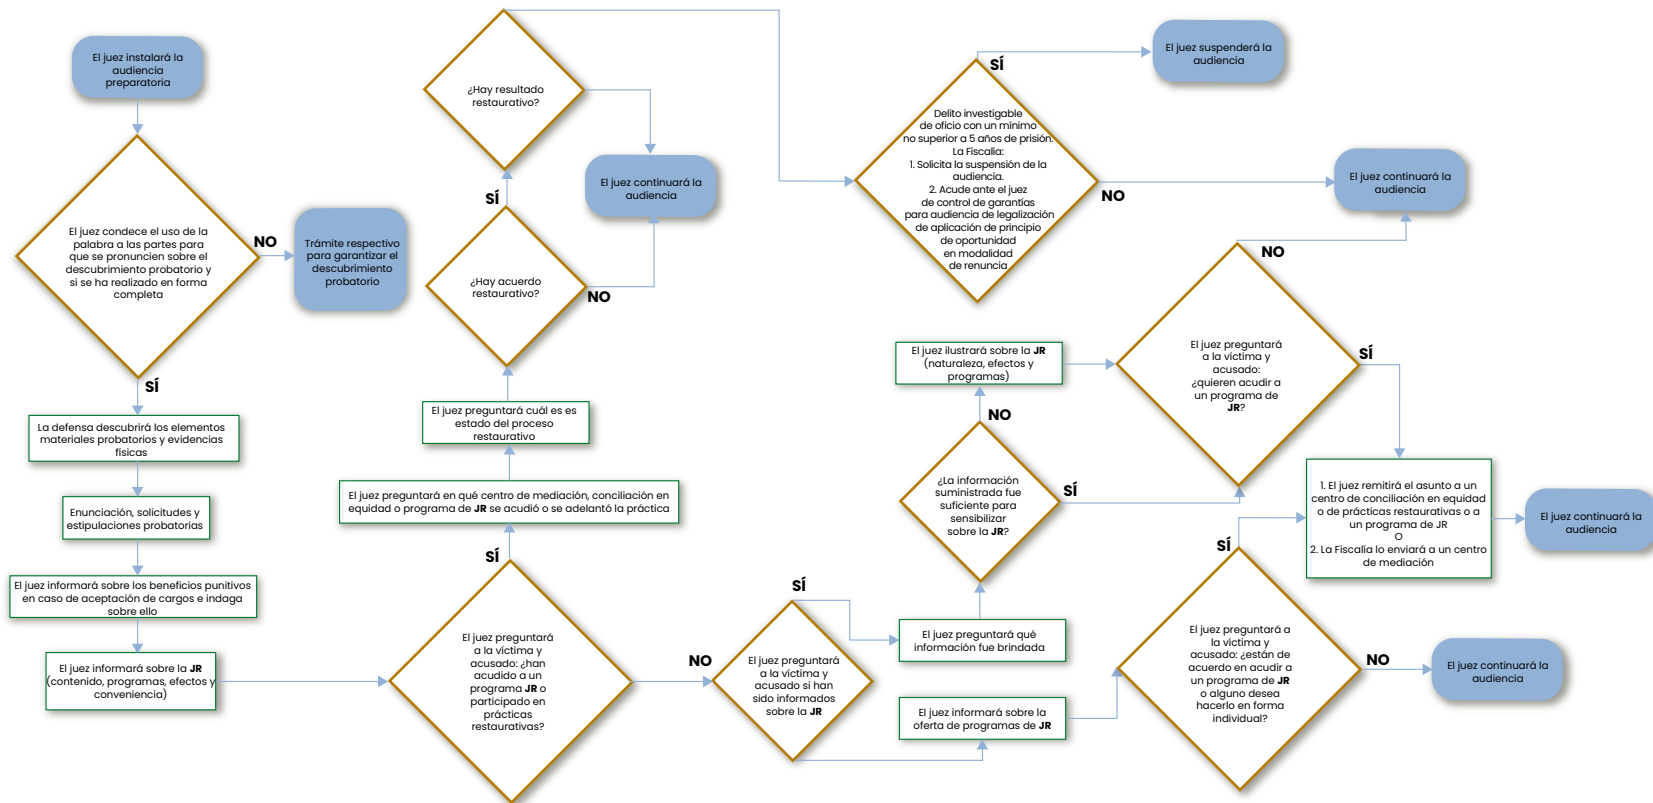 El juez instalará la
audiencia
preparatoria
El juez condece el uso de la
palabra a las partes para
que se pronuncien sobre el
descubrimiento probatorio y
si se ha realizado en forma
completa
NO
Trámite respectivo
para garantizar el
descubrimiento
probatorio
SÍ
La defensa descubrirá los elementos
materiales probatorios y evidencias
físicas
Enunciación, solicitudes y
estipulaciones probatorias
El juez informará sobre los beneficios punitivos
en caso de aceptación de cargos e indaga
sobre ello
El juez informará sobre la JR
(contenido, programas, efectos y
conveniencia)
El juez preguntará
a la víctima y
acusado: ¿han
acudido a un
programa JR o
participado en
prácticas
restaurativas?
SÍ
El juez preguntará en qué centro de mediación, conciliación en
equidad o programa de JR se acudió o se adelantó la práctica
El juez preguntará cuál es es
estado del proceso
restaurativo
¿Hay acuerdo
restaurativo?
NO
SÍ
¿Hay resultado
restaurativo?
El juez continuará la
audiencia
Delito investigable
de oficio con un mínimo
no superior a 5 años de prisión.
La Fiscalía:
1. Solicita la suspensión de la
audiencia.
2. Acude ante el juez
de control de garantías
para audiencia de legalización
de aplicación de principio
de oportunidad
en modalidad
de renuncia
SÍ
El juez suspenderá la
audiencia
NO
El juez continuará la
audiencia
NO
El juez preguntará
a la víctima y
acusado si han
sido informados
sobre la JR
SÍ
El juez preguntará qué
información fue brindada
El juez informará sobre la
oferta de programas de JR
¿La información
suministrada fue
suficiente para
sensibilizar
sobre la JR?
NO
SÍ
El juez ilustrará sobre la JR
(naturaleza, efectos y
programas)
El juez preguntará
a la víctima y
acusado:
¿quieren acudir a
un programa de
JR?
NO
SÍ
El juez preguntará a
la víctima y
acusado: ¿están de
acuerdo en acudir a
un programa de JR
o alguno desea
hacerlo en forma
individual?
SÍ
NO
1. El juez remitirá el asunto a un
centro de conciliación en equidad
o de prácticas restaurativas o a
un programa de JR
O
2. La Fiscalía lo enviará a un centro
de mediación
El juez continuará la
audiencia
El juez continuará la
audiencia